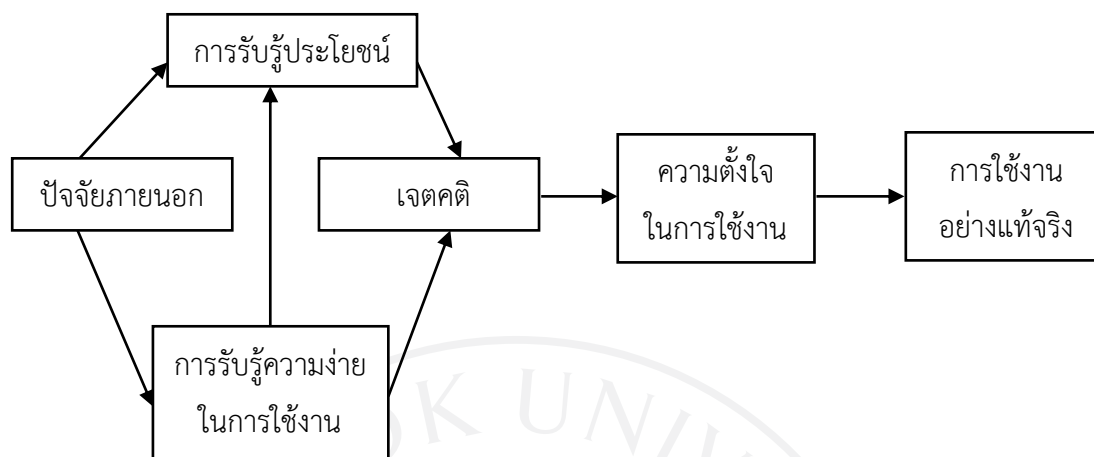 การรับรู้ประโยชน์
ปัจจัยภายนอก
เจตคติ
ความตั้งใจ
ในการใช้งาน
การใช้งาน
อย่างแท้จริง
การรับรู้ความง่าย
ในการใช้งาน